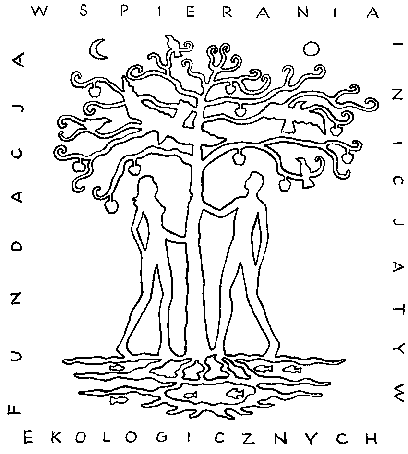 FUNDACJA
WSPIERANIA
INICJATYW
EKOLOGICZNYCH